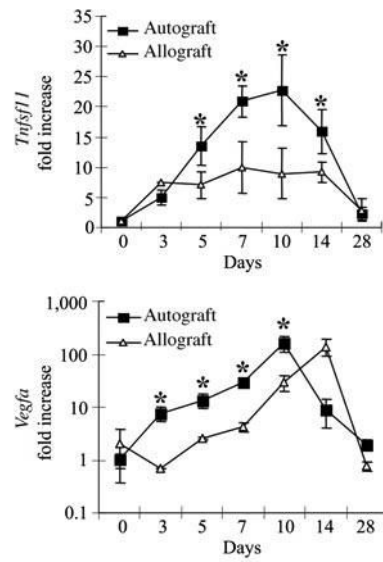 35
30
25
20
15
10
5
0
Tnfsf11
fold increase
Autograft
Allograft
*
*
*
*
0 3 5 7 10 14 28
Days
1,000
100
10
1
0.1
Vegfa
fold increase
Autograft
Allograft
*
*
*
*
0 3 5 7 10 14 28
Days